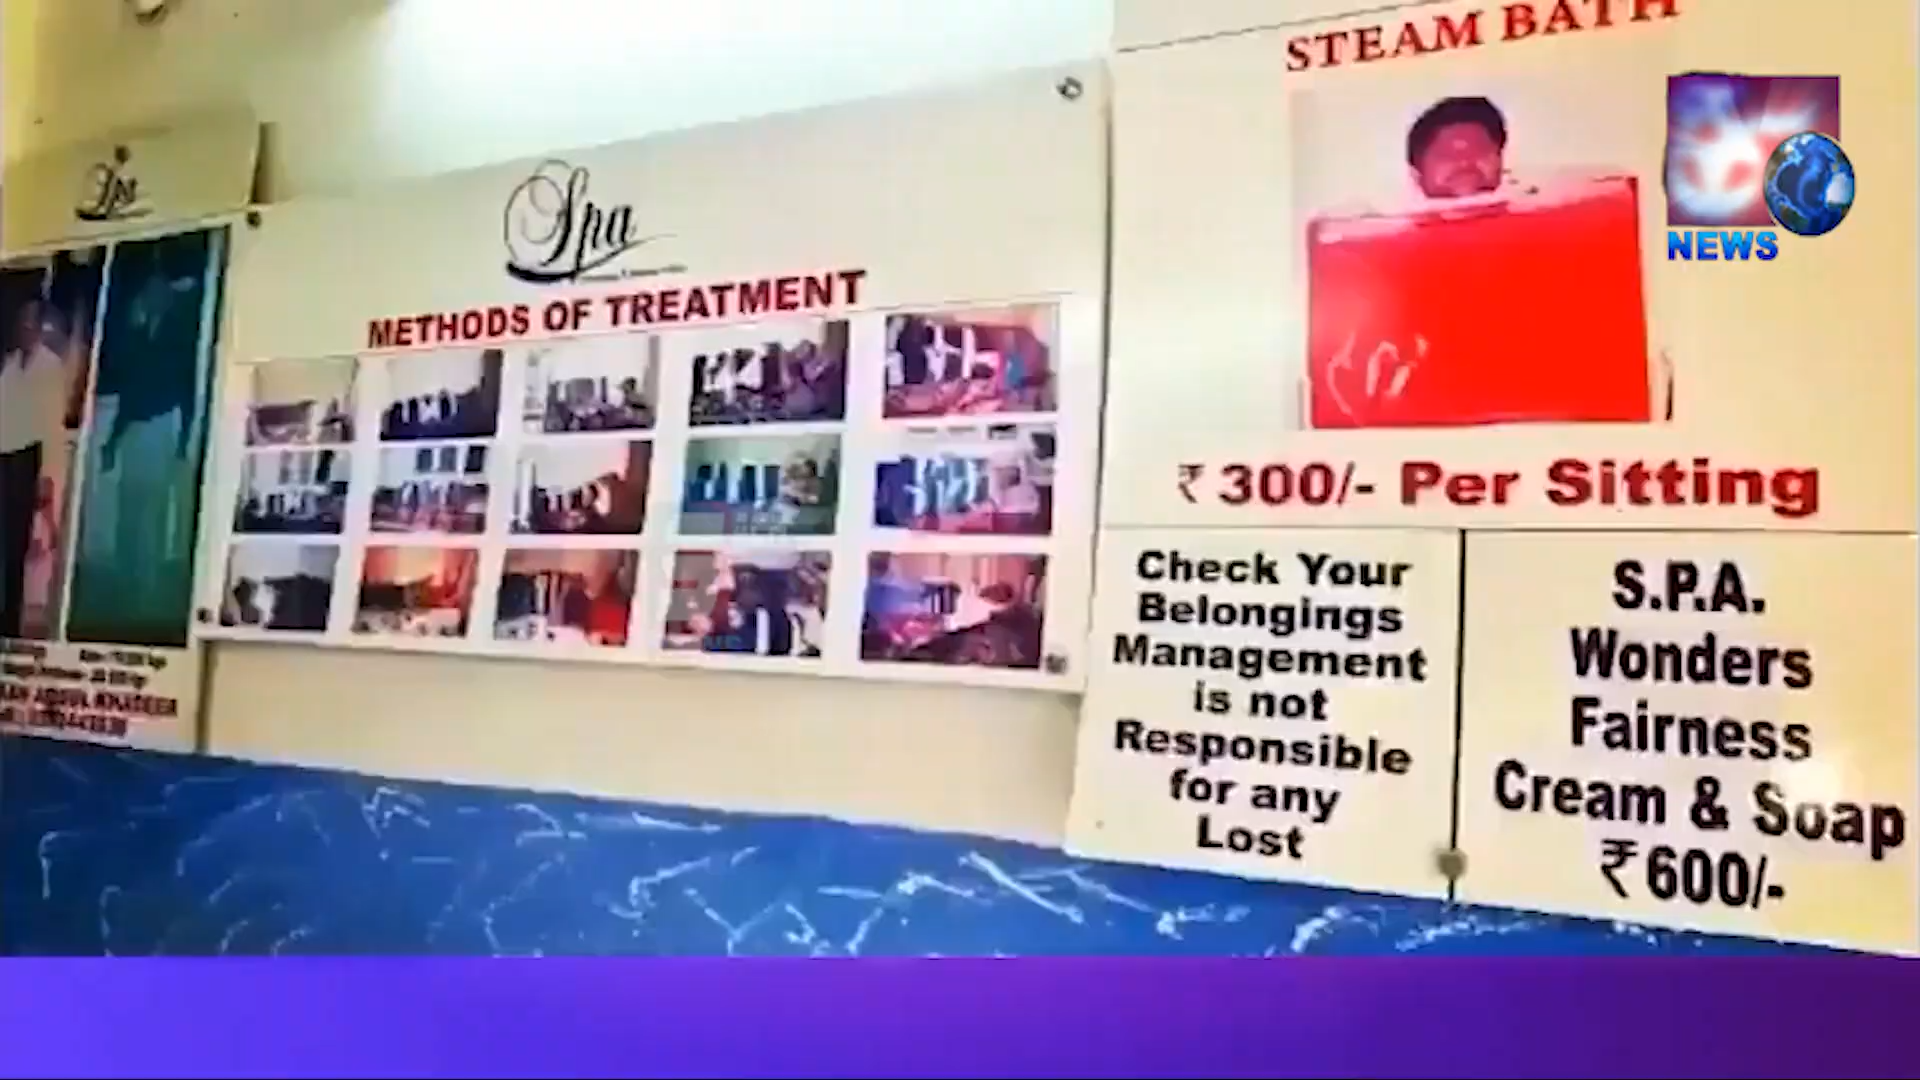 STEAM BATH
NEWS
Spa
Spa
METHODS OF TREATMENT
₹ 300/- Per Sitting
Check Your
Belongings
Management
is not
Responsible
for any
Lost
S.P.A.
Wonders
Fairness
Cream & Soap
₹ 600/-